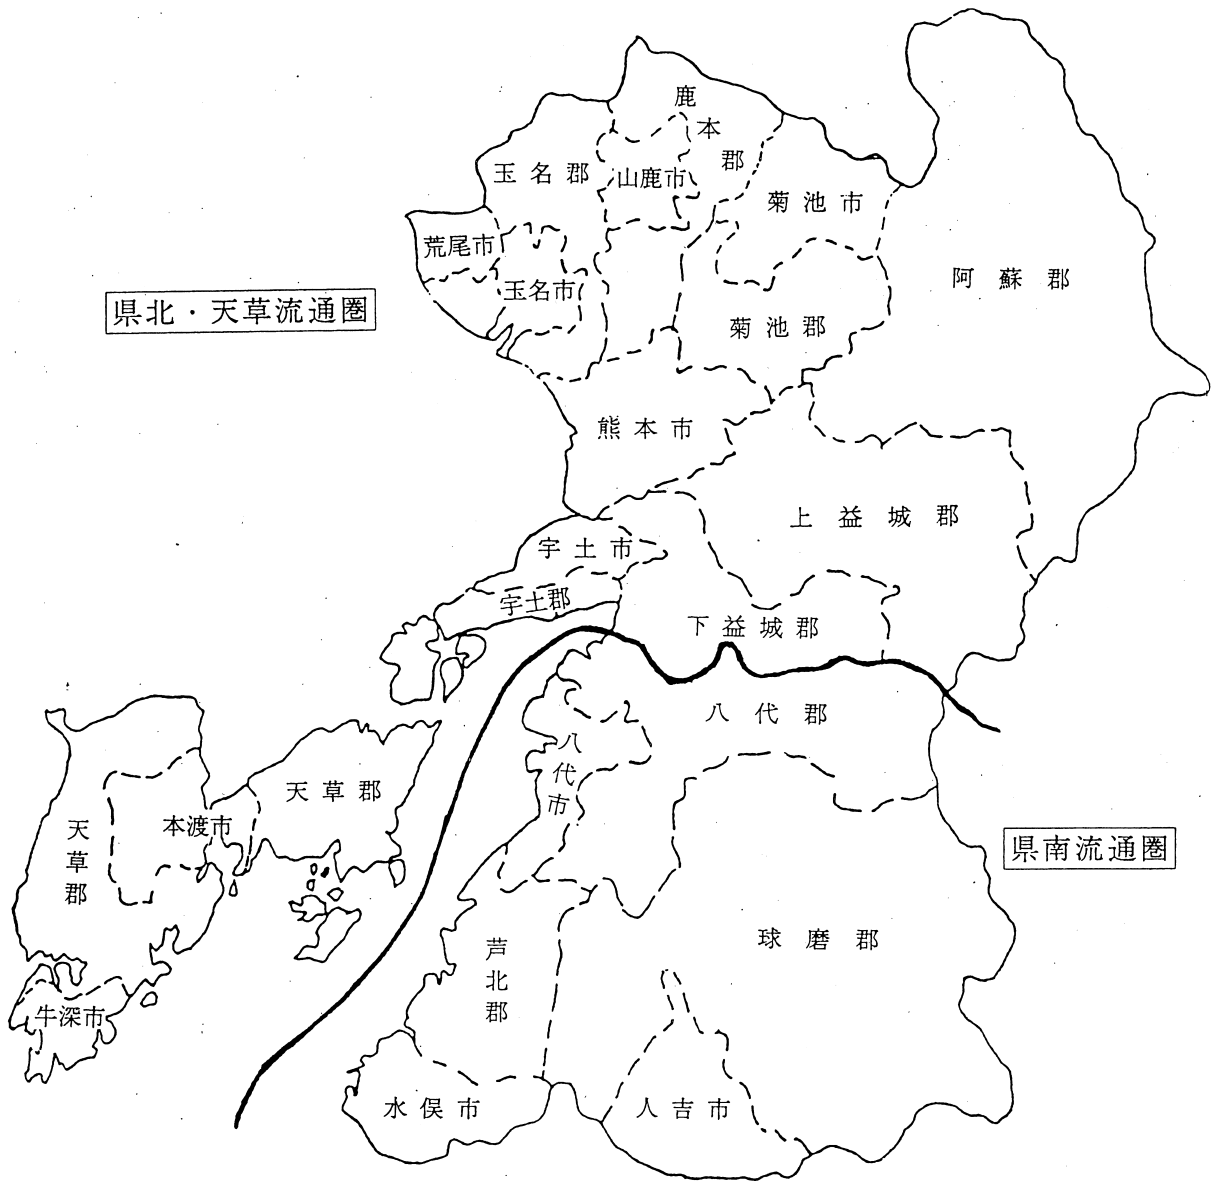 鹿本郡
玉名郡
山鹿市
菊池市
荒尾市
玉名市
阿蘇郡
県北・天草流通圏
菊池郡
熊本市
上益城郡
宇土市
宇土郡
下益城郡
八代郡
八代市
天草郡
本渡市
天草郡
県南流通圏
球磨郡
芦北郡
牛深市
水俣市
人吉市